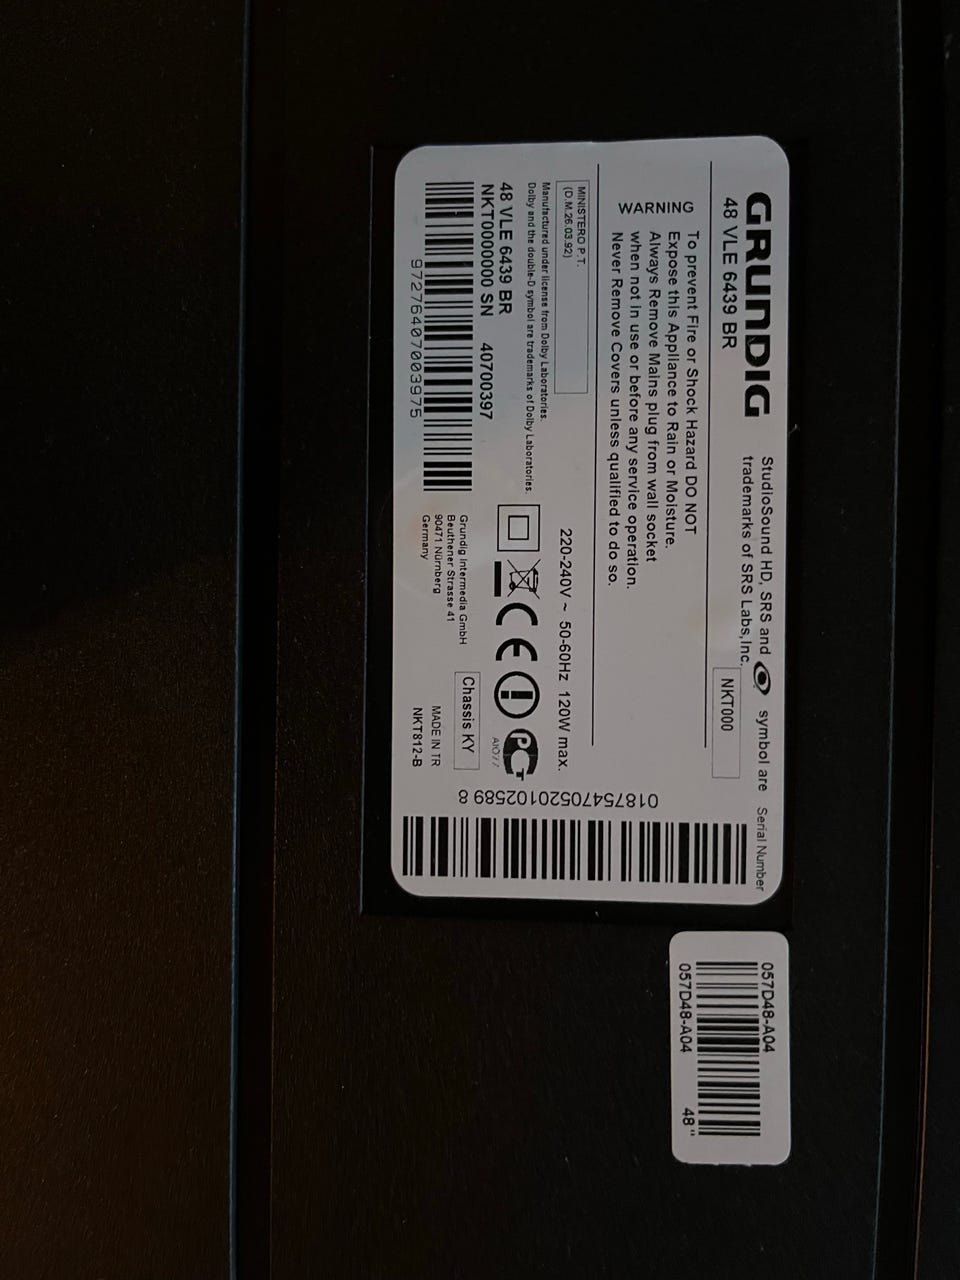 GRUNDIG
48 VLE 6439 BR
StudioSound HD, SRS and symbol are
trademarks of SRS Labs, Inc.
Serial Number
NKT000
WARNING
To prevent Fire or Shock Hazard DO NOT
Expose this Appliance to Rain or Moisture.
Always Remove Mains plug from wall socket
when not in use or before any service operation.
Never Remove Covers unless qualified to do so.
MINISTERO P.T.
(D.M.26.03.92)
220-240V ~ 50-60Hz 120W max.
Manufactured under license from Dolby Laboratories.
Dolby and the double-D symbol are trademarks of Dolby Laboratories.
48 VLE 6439 BR
NKT0000000 SN 40700397
97276407003975
CE
PG
АЮ77
Grundig Intermedia GmbH
Beuthener Strasse 41
90471 Nürnberg
Germany
Chassis KY
MADE IN TR
NKT812-B
01875470520102589 8
057D48-A04
057D48-A04 48"